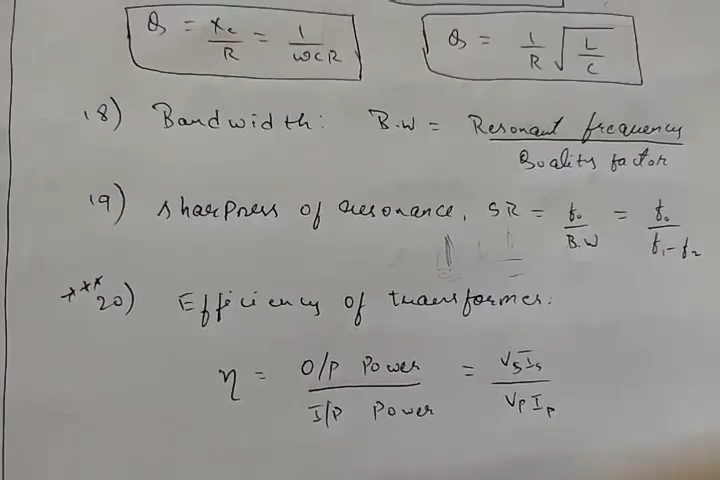 Q = Xc/R = 1/ωCR    Q = 1/R √(L/C)
18) Bandwidth: B.W = Resonant frequency / Quality factor
19) Sharpness of resonance, SR = f₀/B.W = f₀/f₁-f₂
***20) Efficiency of transformer:
η = O/P Power / I/P Power = VsIs / VpIp